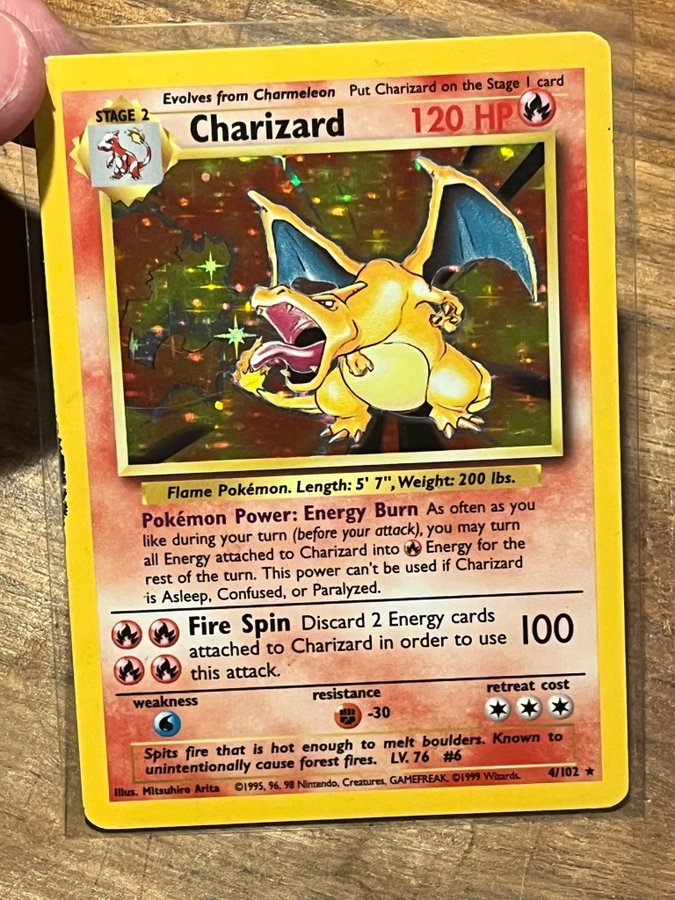 Evolves from Charmeleon Put Charizard on the Stage 1 card
STAGE 2
Charizard 120 HP
Flame Pokémon. Length: 5' 7", Weight: 200 lbs.
Pokémon Power: Energy Burn As often as you
like during your turn (before your attack), you may turn
all Energy attached to Charizard into Energy for the
rest of the turn. This power can't be used if Charizard
is Asleep, Confused, or Paralyzed.
Fire Spin Discard 2 Energy cards
attached to Charizard in order to use
this attack.
100
weakness
resistance
-30
retreat cost
Spits fire that is hot enough to melt boulders. Known to
unintentionally cause forest fires. LV. 76 #6
Illus. Mitsuhiro Arita ©1995, 96, 98 Nintendo, Creatures, GAMEFREAK. ©1999 Wizards. 4/102 ★